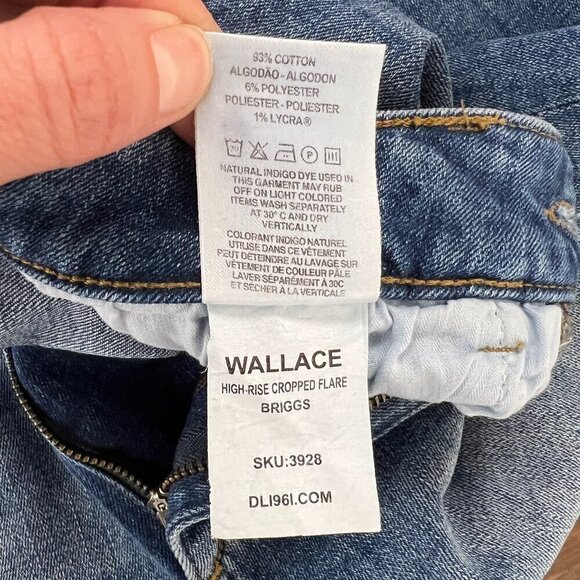 93% COTTON
ALGODÃO - ALGODON
6% POLYESTER
POLIESTER - POLIESTER
1% LYCRA®
30
P
NATURAL INDIGO DYE USED IN
THIS GARMENT MAY RUB
OFF ON LIGHT COLORED
ITEMS WASH SEPARATELY
AT 30° C AND DRY
VERTICALLY
COLORANT INDIGO NATUREL
UTILISE DANS CE VÊTEMENT
PEUT DÉTEINDRE AU LAVAGE SUR
VÊTEMENT DE COULEUR PÂLE
LAVER SÉPARÉMENT À 30C
ET SÉCHER À LA VERTICALE
WALLACE
HIGH-RISE CROPPED FLARE
BRIGGS
SKU:3928
DL1961.COM